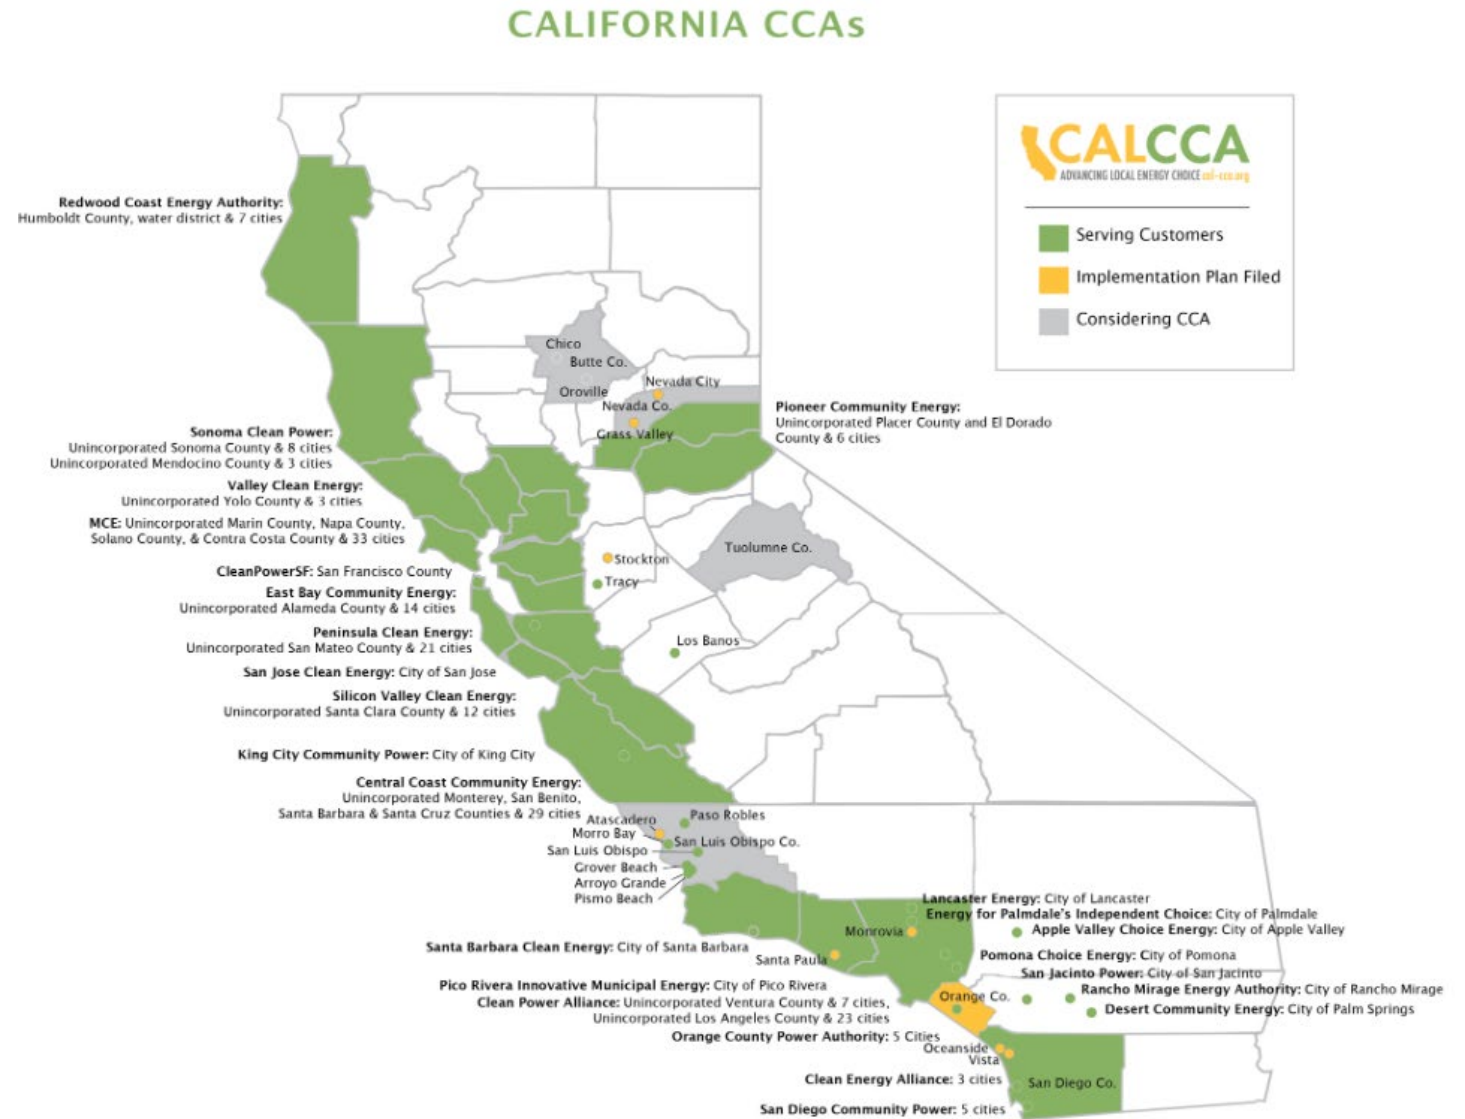 CALIFORNIA CCAs
CALCCA
ADVANCING LOCAL ENERGY CHOICE cal-cca.org
Serving Customers
Implementation Plan Filed
Considering CCA
Redwood Coast Energy Authority:
Humboldt County, water district & 7 cities
Chico
Butte Co.
Oroville
Nevada City
Nevada Co.
Grass Valley
Pioneer Community Energy:
Unincorporated Placer County and El Dorado
County & 6 cities
Sonoma Clean Power:
Unincorporated Sonoma County & 8 cities
Unincorporated Mendocino County & 3 cities
Valley Clean Energy:
Unincorporated Yolo County & 3 cities
MCE: Unincorporated Marin County, Napa County,
Solano County, & Contra Costa County & 33 cities
Tuolumne Co.
Stockton
Tracy
CleanPowerSF: San Francisco County
East Bay Community Energy:
Unincorporated Alameda County & 14 cities
Peninsula Clean Energy:
Unincorporated San Mateo County & 21 cities
Los Banos
San Jose Clean Energy: City of San Jose
Silicon Valley Clean Energy:
Unincorporated Santa Clara County & 12 cities
King City Community Power: City of King City
Central Coast Community Energy:
Unincorporated Monterey, San Benito,
Santa Barbara & Santa Cruz Counties & 29 cities
Atascadero
Paso Robles
Morro Bay
San Luis Obispo Co.
San Luis Obispo
Grover Beach
Arroyo Grande
Pismo Beach
Lancaster Energy: City of Lancaster
Energy for Palmdale's Independent Choice: City of Palmdale
Monrovia
Apple Valley Choice Energy: City of Apple Valley
Santa Barbara Clean Energy: City of Santa Barbara
Santa Paula
Pomona Choice Energy: City of Pomona
San Jacinto Power: City of San Jacinto
Pico Rivera Innovative Municipal Energy: City of Pico Rivera
Rancho Mirage Energy Authority: City of Rancho Mirage
Clean Power Alliance: Unincorporated Ventura County & 7 cities,
Unincorporated Los Angeles County & 23 cities
Orange Co.
Desert Community Energy: City of Palm Springs
Orange County Power Authority: 5 Cities
Oceanside
Vista
Clean Energy Alliance: 3 cities
San Diego Co.
San Diego Community Power: 5 cities